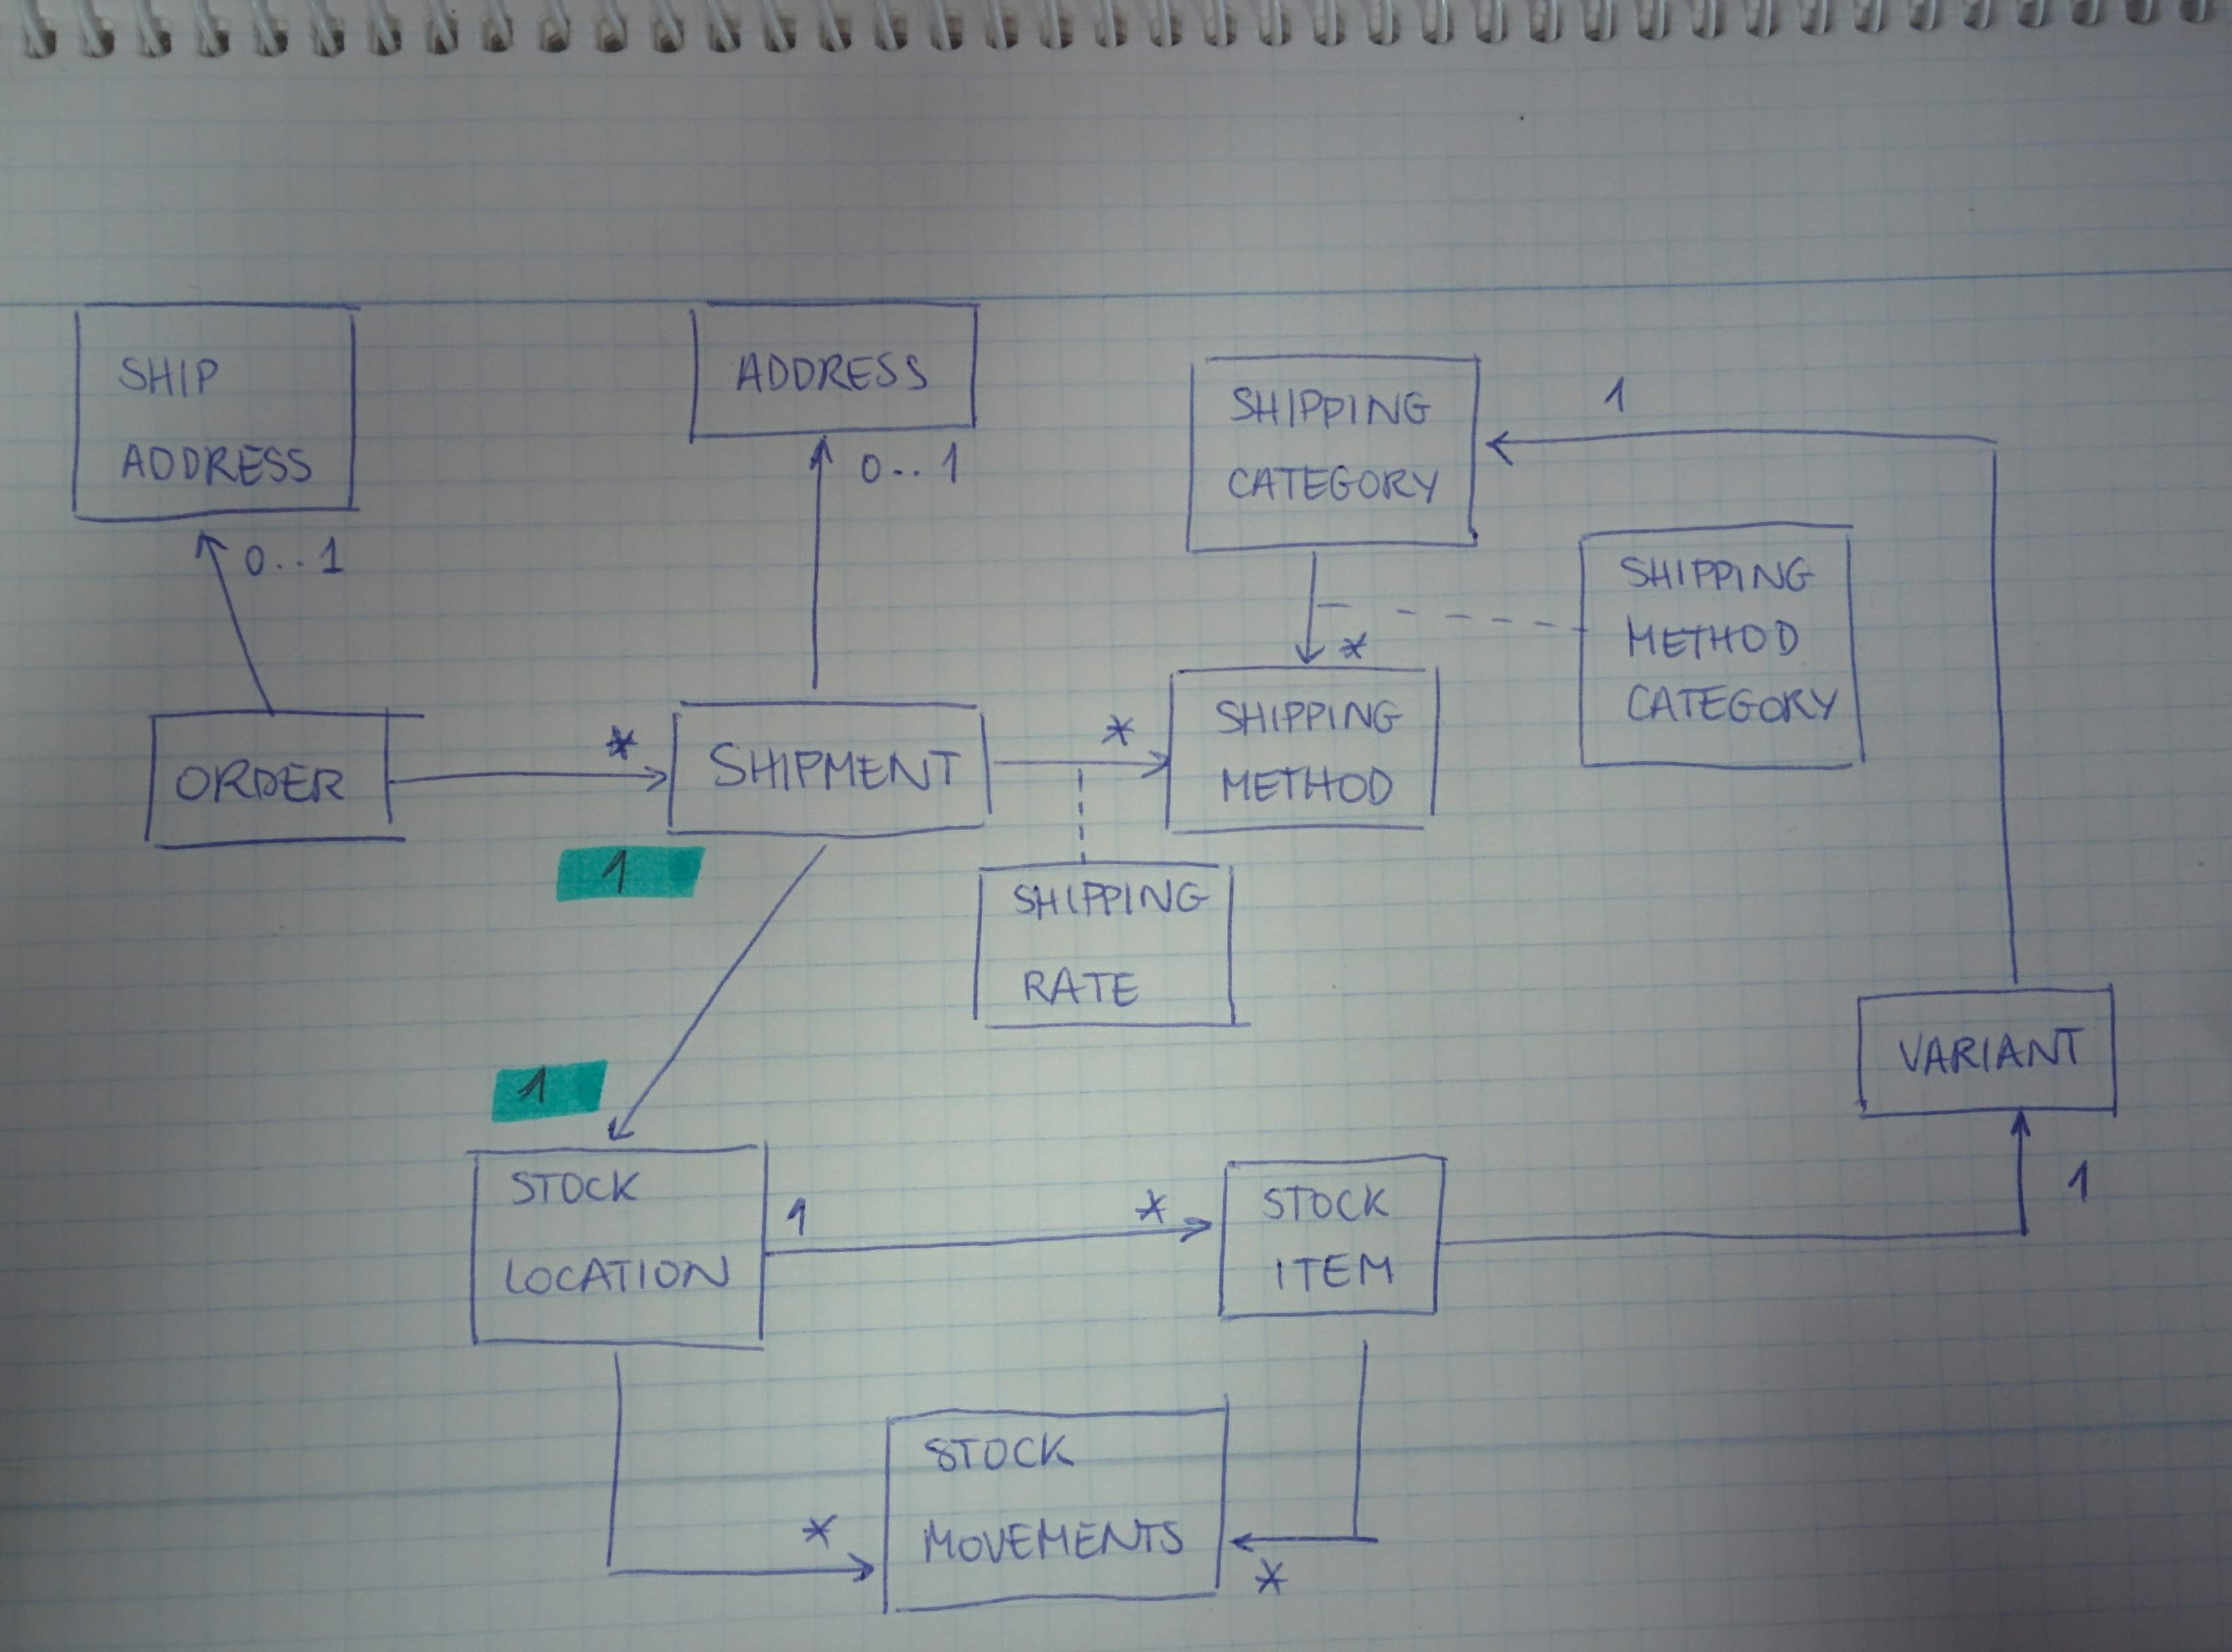 SHIP
ADDRESS
0..1
ADDRESS
0..1
SHIPPING
CATEGORY
1
SHIPPING
METHOD
CATEGORY
*
ORDER
*
SHIPMENT
*
SHIPPING
METHOD
1
SHIPPING
RATE
1
VARIANT
1
STOCK
LOCATION
1
*
STOCK
ITEM
*
STOCK
MOVEMENTS
*